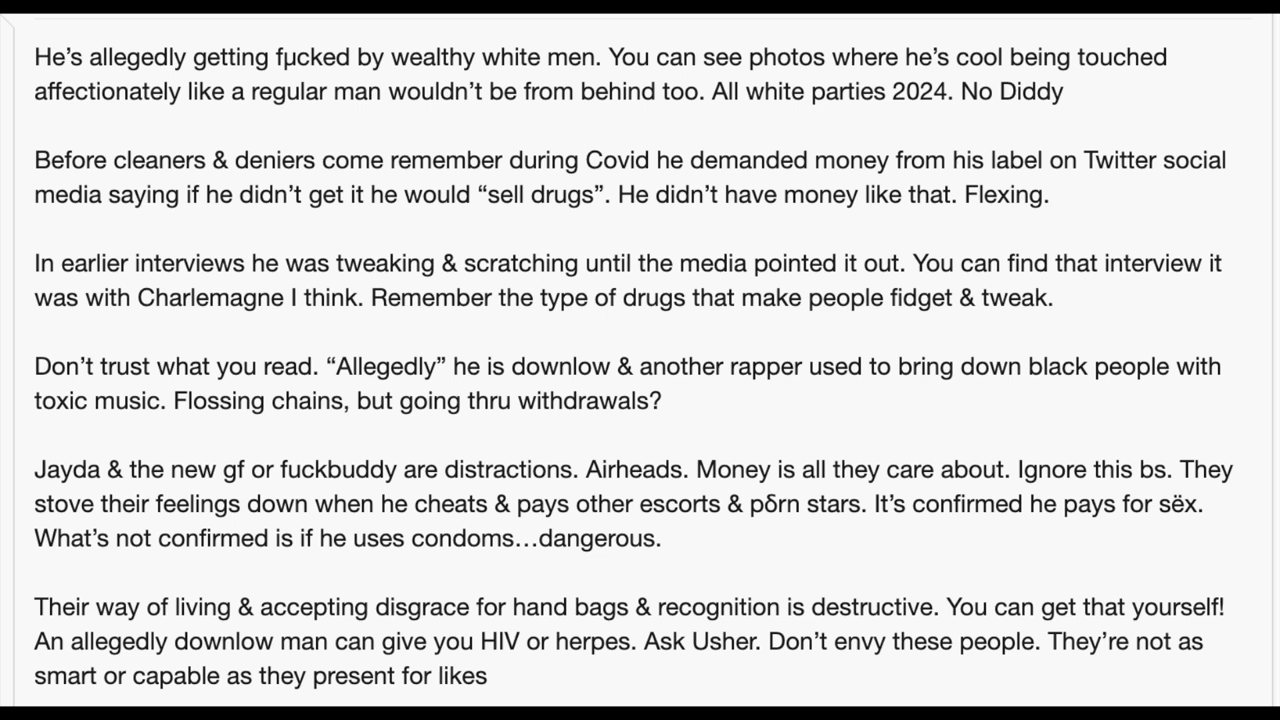 He’s allegedly getting fµcked by wealthy white men. You can see photos where he’s cool being touched
affectionately like a regular man wouldn’t be from behind too. All white parties 2024. No Diddy
Before cleaners & deniers come remember during Covid he demanded money from his label on Twitter social
media saying if he didn’t get it he would “sell drugs”. He didn’t have money like that. Flexing.
In earlier interviews he was tweaking & scratching until the media pointed it out. You can find that interview it
was with Charlemagne I think. Remember the type of drugs that make people fidget & tweak.
Don’t trust what you read. “Allegedly” he is downlow & another rapper used to bring down black people with
toxic music. Flossing chains, but going thru withdrawals?
Jayda & the new gf or fuckbuddy are distractions. Airheads. Money is all they care about. Ignore this bs. They
stove their feelings down when he cheats & pays other escorts & pδrn stars. It’s confirmed he pays for sëx.
What’s not confirmed is if he uses condoms…dangerous.
Their way of living & accepting disgrace for hand bags & recognition is destructive. You can get that yourself!
An allegedly downlow man can give you HIV or herpes. Ask Usher. Don’t envy these people. They’re not as
smart or capable as they present for likes